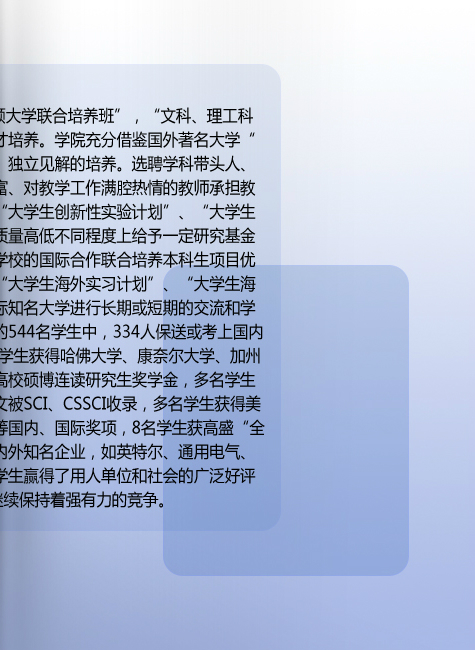 大学联合培养班”，“文科、理工科
培养。学院充分借鉴国外著名大学“
独立见解的培养。选聘学科带头人、
富、对教学工作满腔热情的教师承担教
“大学生创新性实验计划”、“大学生
质量高低不同程度上给予一定研究基金
学校的国际合作联合培养本科生项目优
“大学生海外实习计划”、“大学生海
际知名大学进行长期或短期的交流和学
的544名学生中，334人保送或考上国内
学生获得哈佛大学、康奈尔大学、加州
高校硕博连读研究生奖学金，多名学生
文被SCI、CSSCI收录，多名学生获得美
等国内、国际奖项，8名学生获高盛“全
内外知名企业，如英特尔、通用电气、
学生赢得了用人单位和社会的广泛好评
继续保持着强有力的竞争。